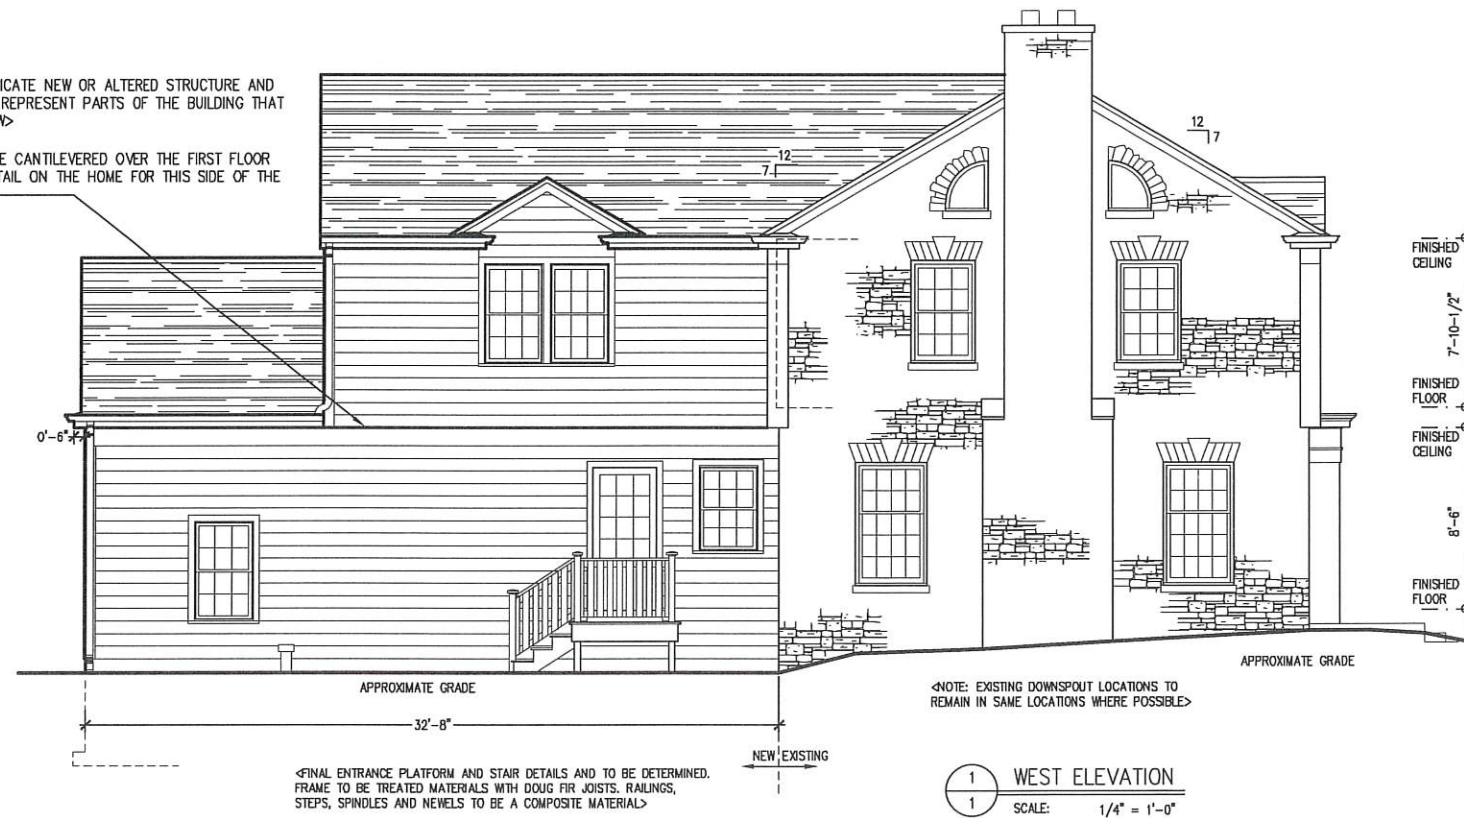 ICATE NEW OR ALTERED STRUCTURE AND
REPRESENT PARTS OF THE BUILDING THAT
W>
E CANTILEVERED OVER THE FIRST FLOOR
TAIL ON THE HOME FOR THIS SIDE OF THE
12
7
12
7
FINISHED
CEILING
7'-10-1/2"
FINISHED
FLOOR
FINISHED
CEILING
8'-6"
FINISHED
FLOOR
0'-6"
APPROXIMATE GRADE
APPROXIMATE GRADE
<NOTE: EXISTING DOWNSPOUT LOCATIONS TO
REMAIN IN SAME LOCATIONS WHERE POSSIBLE>
32'-8"
NEW EXISTING
<FINAL ENTRANCE PLATFORM AND STAIR DETAILS AND TO BE DETERMINED.
FRAME TO BE TREATED MATERIALS WITH DOUG FIR JOISTS. RAILINGS,
STEPS, SPINDLES AND NEWELS TO BE A COMPOSITE MATERIAL>
1
1
WEST ELEVATION
SCALE: 1/4" = 1'-0"